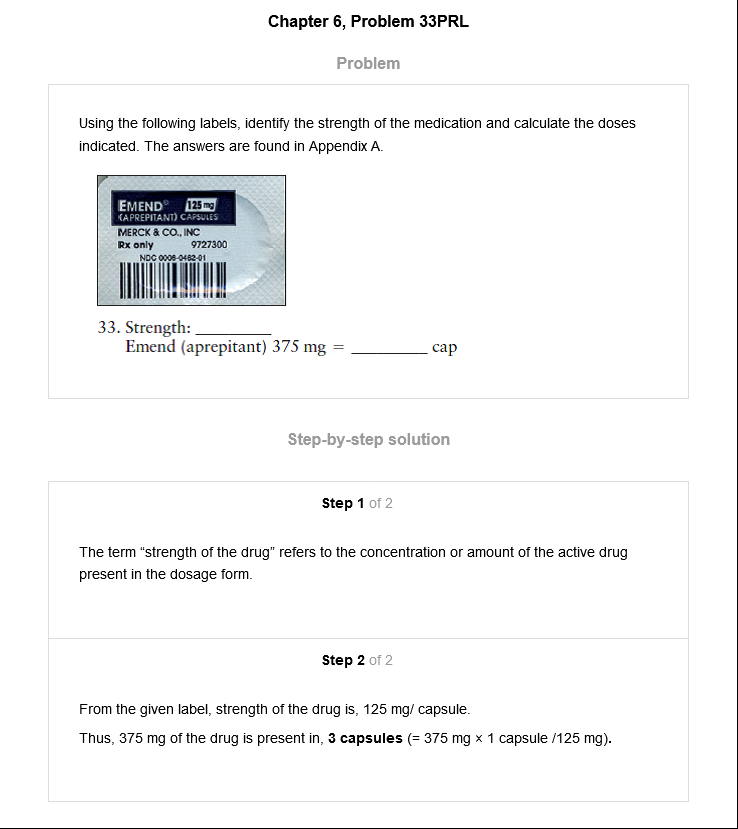 Chapter 6, Problem 33PRL
Problem
Using the following labels, identify the strength of the medication and calculate the doses
indicated. The answers are found in Appendix A.
EMEND® 125 mg
(APREPITANT) CAPSULES
MERCK & CO., INC
Rx only 9727300
NDC 0006-0462-01
33. Strength: _________
Emend (aprepitant) 375 mg = _________ cap
Step-by-step solution
Step 1 of 2
The term “strength of the drug” refers to the concentration or amount of the active drug
present in the dosage form.
Step 2 of 2
From the given label, strength of the drug is, 125 mg/ capsule.
Thus, 375 mg of the drug is present in, 3 capsules (= 375 mg × 1 capsule /125 mg).